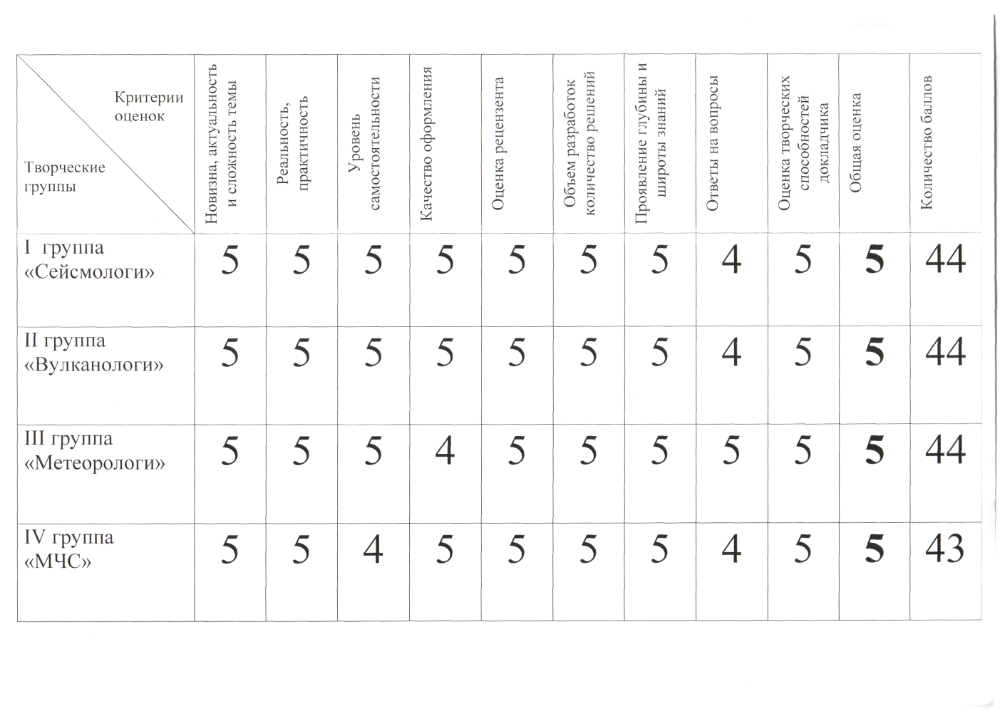 Критерии
оценок
Творческие
группы
Новизна, актуальность
и сложность темы
Реальность,
практичность
Уровень
самостоятельности
Качество оформления
Оценка рецензента
Объем разработок
количество решений
Проявление глубины и
широты знаний
Ответы на вопросы
Оценка творческих
способностей
докладчика
Общая оценка
Количество баллов
I группа
«Сейсмологи»
5 5 5 5 5 5 5 4 5 5 44
II группа
«Вулканологи»
5 5 5 5 5 5 5 4 5 5 44
III группа
«Метеорологи»
5 5 5 4 5 5 5 5 5 5 44
IV группа
«МЧС»
5 5 4 5 5 5 5 4 5 5 43